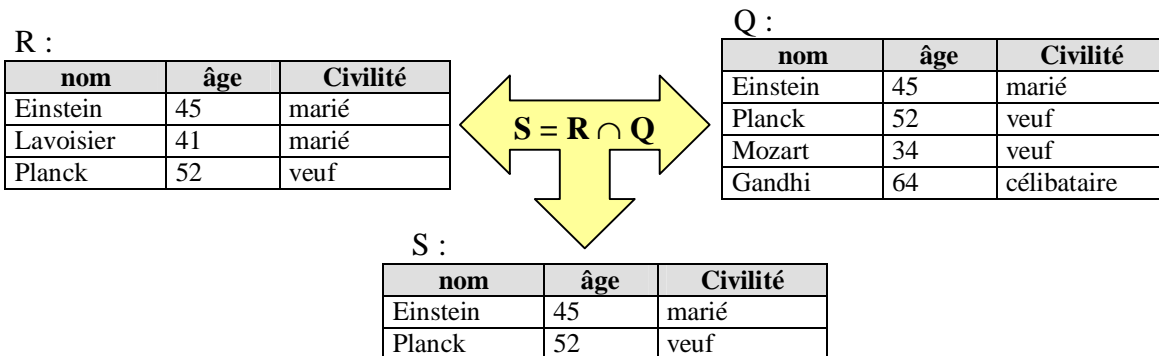 R :
nom âge Civilité
Einstein 45 marié
Lavoisier 41 marié
Planck 52 veuf
S = R ∩ Q
Q :
nom âge Civilité
Einstein 45 marié
Planck 52 veuf
Mozart 34 veuf
Gandhi 64 célibataire
S :
nom âge Civilité
Einstein 45 marié
Planck 52 veuf